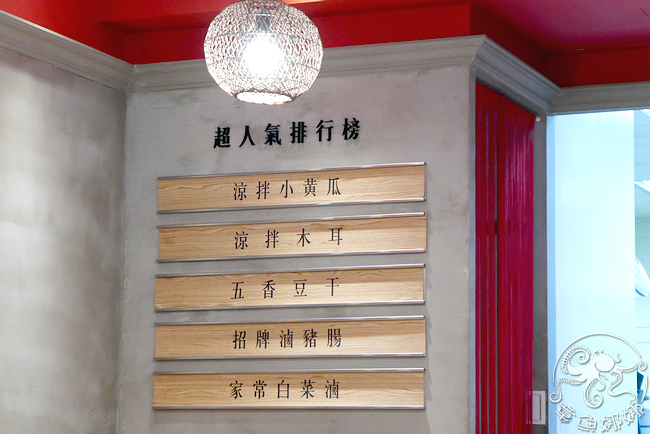 超人氣排行榜
涼拌小黃瓜
涼拌木耳
五香豆干
招牌滷豬腸
家常白菜滷